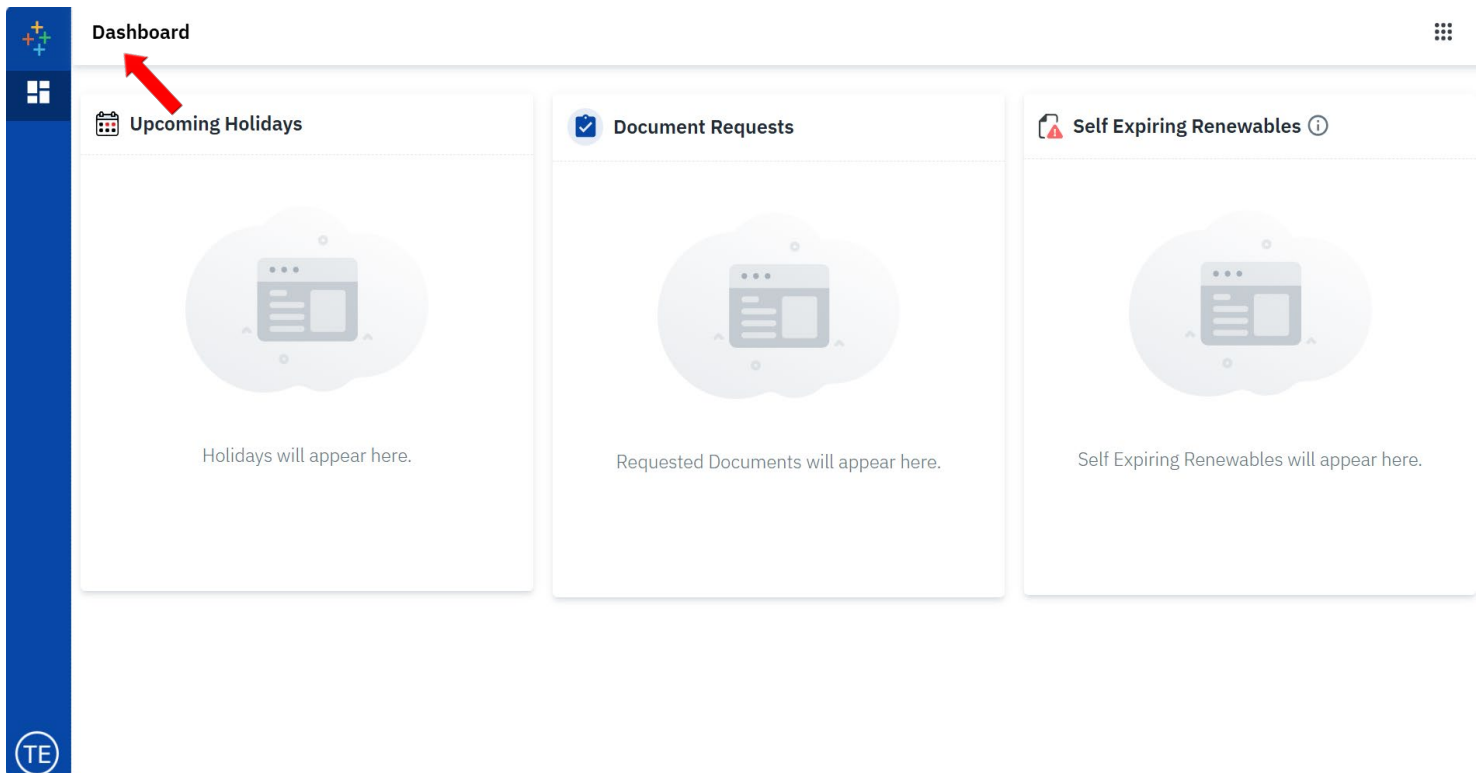 Dashboard
Upcoming Holidays
Holidays will appear here.
Document Requests
Requested Documents will appear here.
Self Expiring Renewables
Self Expiring Renewables will appear here.
TE